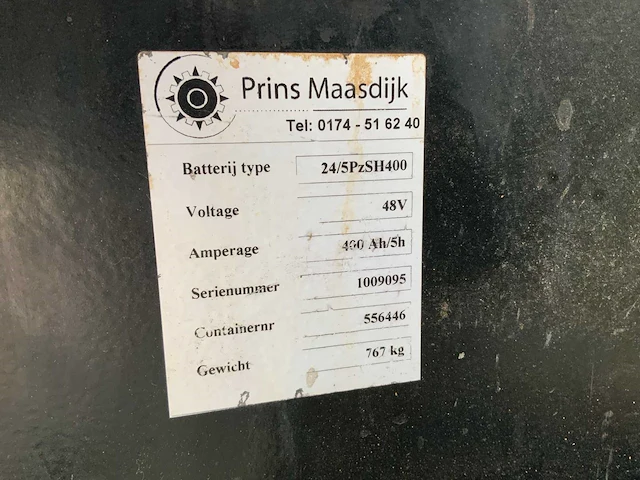 Prins Maasdijk
Tel: 0174 - 51 62 40
Batterij type 24/5PzSH400
Voltage 48V
Amperage 400 Ah/5h
Serienummer 1009095
Containernr 556446
Gewicht 767 kg